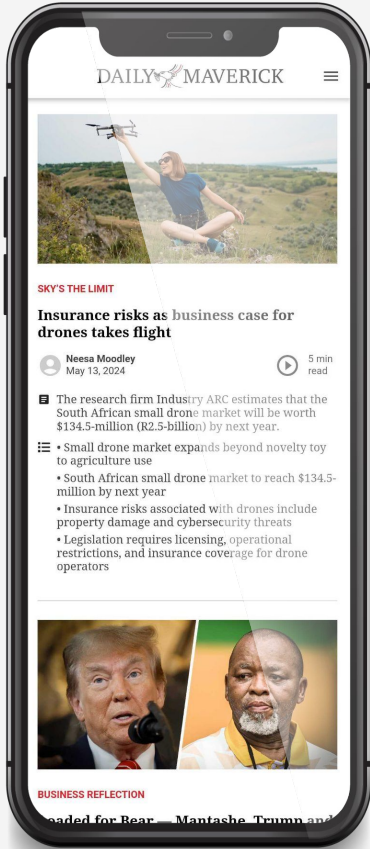 DAILY MAVERICK
SKY'S THE LIMIT
Insurance risks as business case for
drones takes flight
Neesa Moodley
May 13, 2024
5 min
read
The research firm Industry ARC estimates that the
South African small drone market will be worth
$134.5-million (R2.5-billion) by next year.
• Small drone market expands beyond novelty toy
to agriculture use
• South African small drone market to reach $134.5-
million by next year
• Insurance risks associated with drones include
property damage and cybersecurity threats
• Legislation requires licensing, operational
restrictions, and insurance coverage for drone
operators
BUSINESS REFLECTION
Loaded for Bear — Mantashe, Trump and